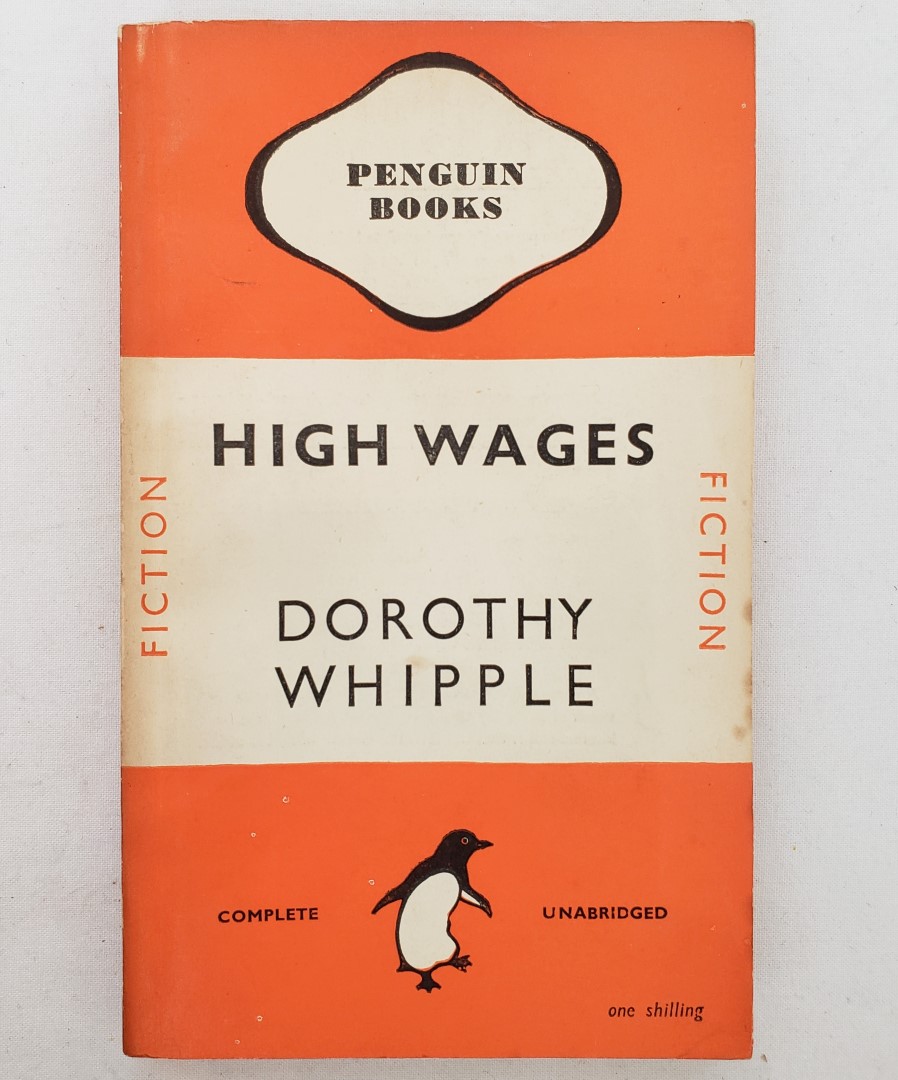 PENGUIN
BOOKS
HIGH WAGES
FICTION
FICTION
DOROTHY
WHIPPLE
COMPLETE
UNABRIDGED
one shilling